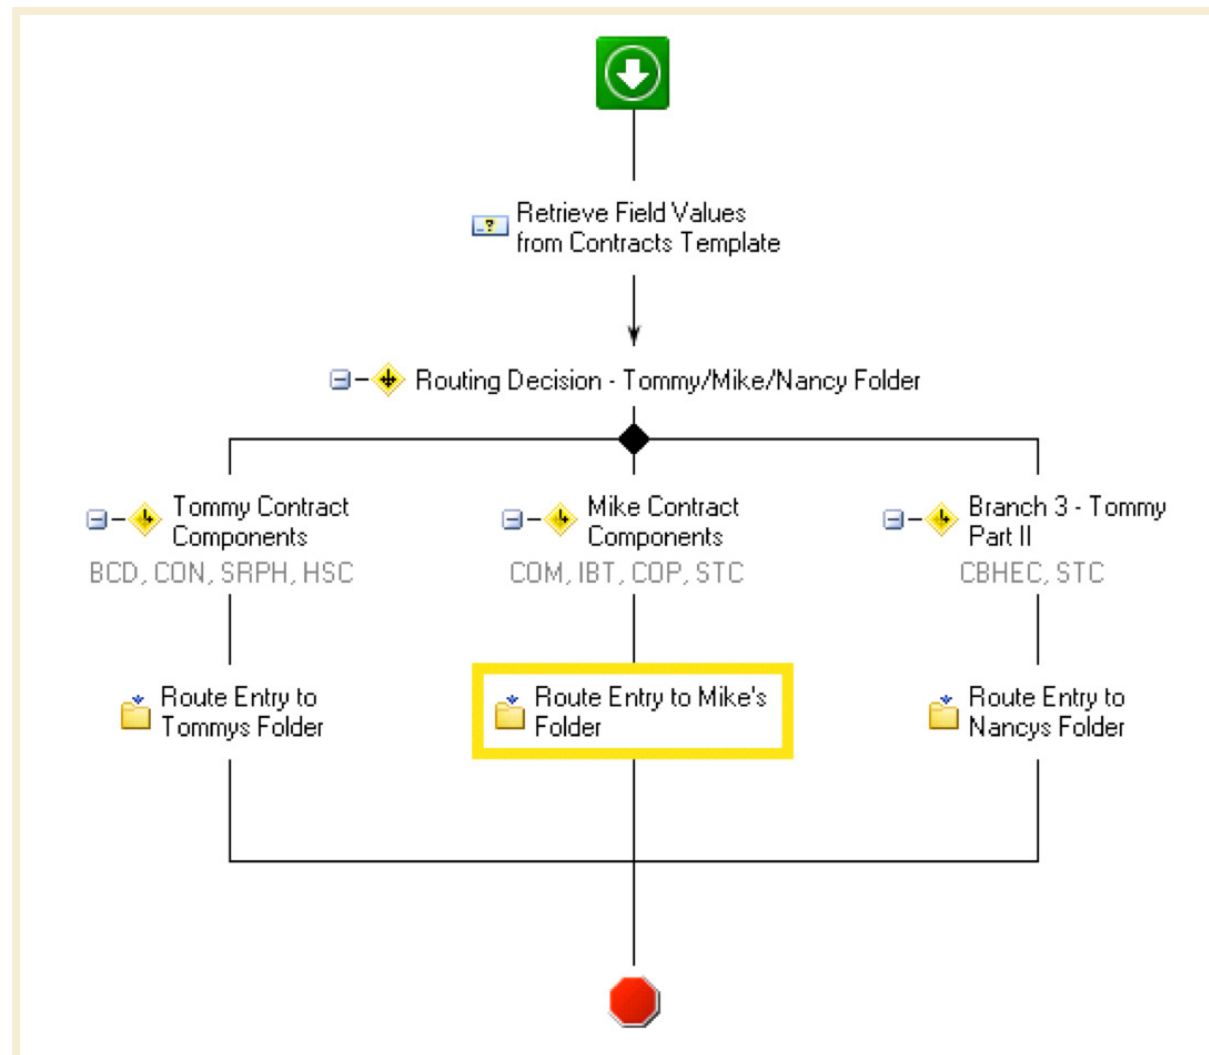 Retrieve Field Values
from Contracts Template
Routing Decision - Tommy/Mike/Nancy Folder
Tommy Contract
Components
BCD, CON, SRPH, HSC
Mike Contract
Components
COM, IBT, COP, STC
Branch 3 - Tommy
Part II
CBHEC, STC
Route Entry to
Tommys Folder
Route Entry to Mike's
Folder
Route Entry to
Nancys Folder